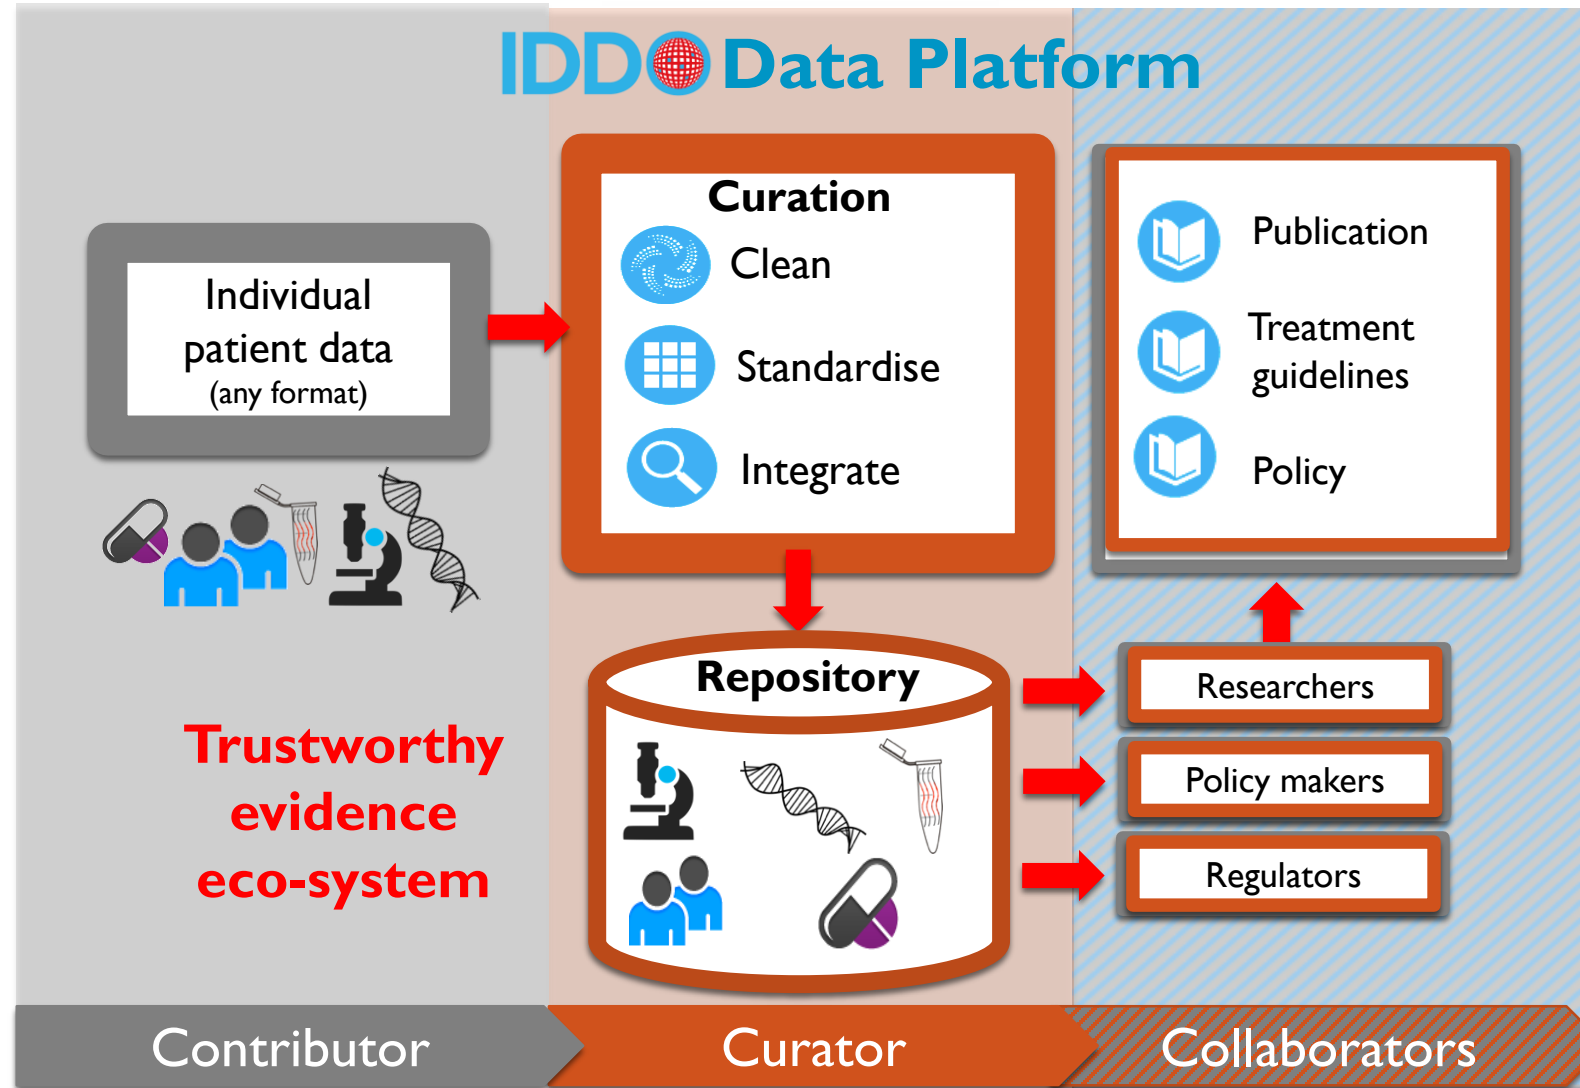 IDDO Data Platform
Individual
patient data
(any format)
Curation
Clean
Standardise
Integrate
Publication
Treatment
guidelines
Policy
Repository
Researchers
Policy makers
Regulators
Trustworthy
evidence
eco-system
Contributor
Curator
Collaborators